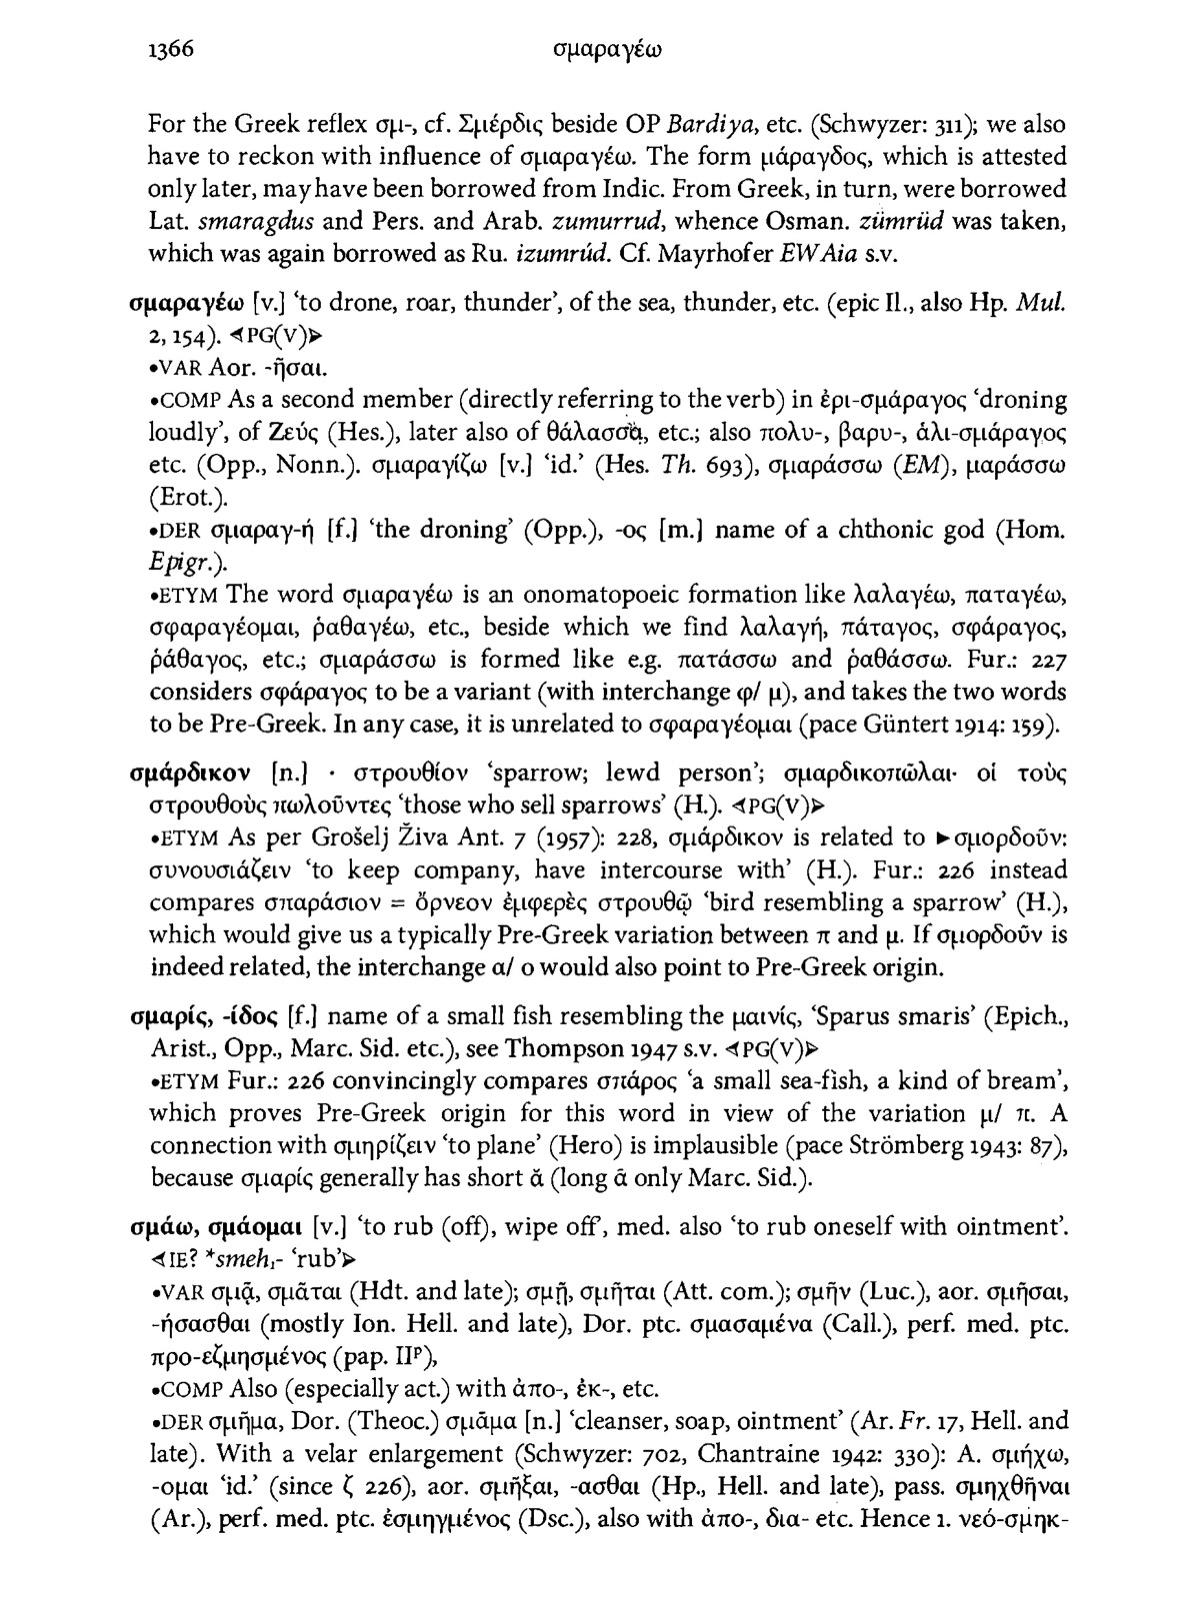 1366 σμαραγέω
For the Greek reflex σμ-, cf. Σμέρδις beside OP Bardiya, etc. (Schwyzer: 311); we also
have to reckon with influence of σμαραγέω. The form μάραγδος, which is attested
only later, may have been borrowed from Indic. From Greek, in turn, were borrowed
Lat. smaragdus and Pers. and Arab. zumurrud, whence Osman. zümrüd was taken,
which was again borrowed as Ru. izumrúd. Cf. Mayrhofer EWAia s.v.
σμαραγέω [v.] ‘to drone, roar, thunder’, of the sea, thunder, etc. (epic Il., also Hp. Mul.
2, 154). ⊲PG(V)⊳
•VAR Aor. -ῆσαι.
•COMP As a second member (directly referring to the verb) in ἐρι-σμάραγος ‘droning
loudly’, of Ζεύς (Hes.), later also of θάλασσα, etc.; also πολυ-, βαρυ-, ἁλι-σμάραγος
etc. (Opp., Nonn.). σμαραγίζω [v.] ‘id.’ (Hes. Th. 693), σμαράσσω (EM), μαράσσω
(Erot.).
•DER σμαραγ-ή [f.] ‘the droning’ (Opp.), -ος [m.] name of a chthonic god (Hom.
Epigr.).
•ETYM The word σμαραγέω is an onomatopoeic formation like λαλαγέω, παταγέω,
σφαραγέομαι, ῥαθαγέω, etc., beside which we find λαλαγή, πάταγος, σφάραγος,
ῥάθαγος, etc.; σμαράσσω is formed like e.g. πατάσσω and ῥαθάσσω. Fur.: 227
considers σφάραγος to be a variant (with interchange φ/ μ), and takes the two words
to be Pre-Greek. In any case, it is unrelated to σφαραγέομαι (pace Güntert 1914: 159).
σμάρδικον [n.] · στρουθίον ‘sparrow; lewd person’; σμαρδικοπῶλαι· οἱ τοὺς
στρουθοὺς πωλοῦντες ‘those who sell sparrows’ (H.). ⊲PG(V)⊳
•ETYM As per Grošelj Živa Ant. 7 (1957): 228, σμάρδικον is related to ►σμορδοῦν:
συνουσιάζειν ‘to keep company, have intercourse with’ (H.). Fur.: 226 instead
compares σπαράσιον = ὄρνεον ἐμφερὲς στρουθῷ ‘bird resembling a sparrow’ (H.),
which would give us a typically Pre-Greek variation between π and μ. If σμορδοῦν is
indeed related, the interchange α/ ο would also point to Pre-Greek origin.
σμαρίς, -ίδος [f.] name of a small fish resembling the μαινίς, ‘Sparus smaris’ (Epich.,
Arist., Opp., Marc. Sid. etc.), see Thompson 1947 s.v. ⊲PG(V)⊳
•ETYM Fur.: 226 convincingly compares σπάρος ‘a small sea-fish, a kind of bream’,
which proves Pre-Greek origin for this word in view of the variation μ/ π. A
connection with σμηρίζειν ‘to plane’ (Hero) is implausible (pace Strömberg 1943: 87),
because σμαρίς generally has short ᾰ (long ᾱ only Marc. Sid.).
σμάω, σμάομαι [v.] ‘to rub (off), wipe off’, med. also ‘to rub oneself with ointment’.
⊲IE? *smeh₁- ‘rub’⊳
•VAR σμᾷ, σμᾶται (Hdt. and late); σμῇ, σμῆται (Att. com.); σμῆν (Luc.), aor. σμῆσαι,
-ήσασθαι (mostly Ion. Hell. and late), Dor. ptc. σμασαμένα (Call.), perf. med. ptc.
προ-εζμησμένος (pap. IIᵖ),
•COMP Also (especially act.) with ἀπο-, ἐκ-, etc.
•DER σμῆμα, Dor. (Theoc.) σμᾶμα [n.] ‘cleanser, soap, ointment’ (Ar. Fr. 17, Hell. and
late). With a velar enlargement (Schwyzer: 702, Chantraine 1942: 330): A. σμήχω,
-ομαι ‘id.’ (since ζ 226), aor. σμῆξαι, -ασθαι (Hp., Hell. and late), pass. σμηχθῆναι
(Ar.), perf. med. ptc. ἐσμηγμένος (Dsc.), also with ἀπο-, δια- etc. Hence 1. νεό-σμηκ-